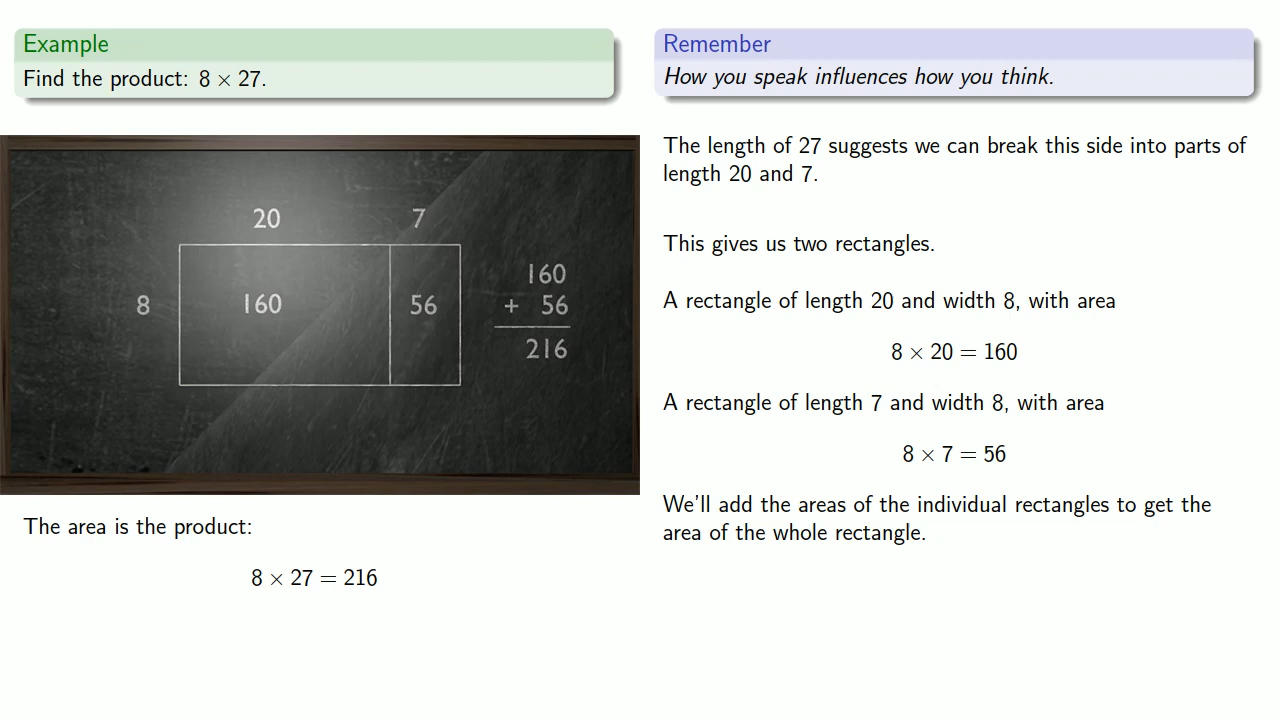 Example
Find the product: 8 × 27.
20 7
8 160 56
160
+ 56
216
The area is the product:
8 × 27 = 216
Remember
How you speak influences how you think.
The length of 27 suggests we can break this side into parts of
length 20 and 7.
This gives us two rectangles.
A rectangle of length 20 and width 8, with area
8 × 20 = 160
A rectangle of length 7 and width 8, with area
8 × 7 = 56
We'll add the areas of the individual rectangles to get the
area of the whole rectangle.